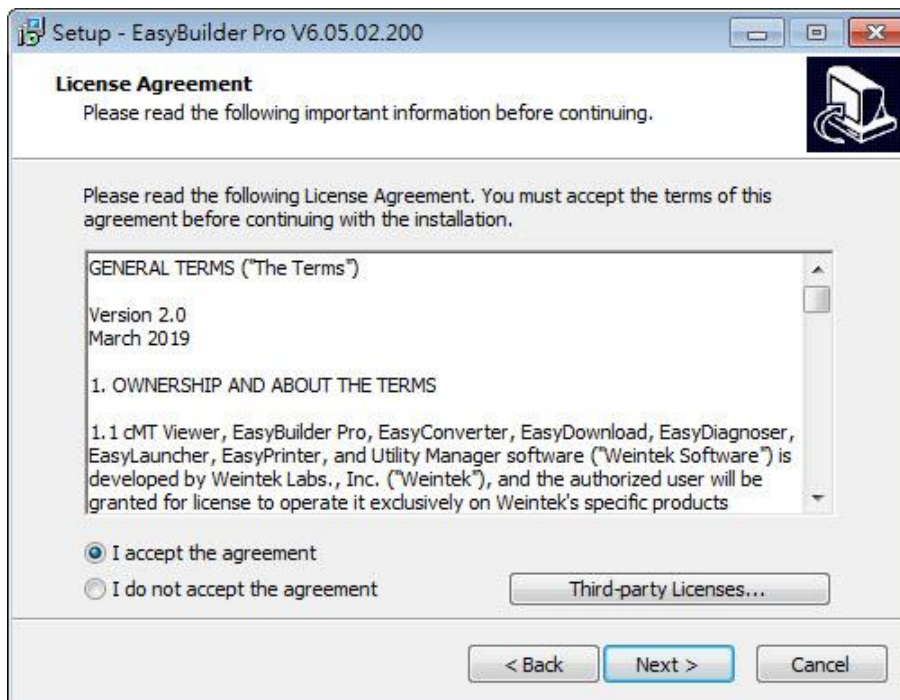 Setup - EasyBuilder Pro V6.05.02.200
License Agreement
Please read the following important information before continuing.
Please read the following License Agreement. You must accept the terms of this
agreement before continuing with the installation.
GENERAL TERMS ("The Terms")
Version 2.0
March 2019
1. OWNERSHIP AND ABOUT THE TERMS
1.1 cMT Viewer, EasyBuilder Pro, EasyConverter, EasyDownload, EasyDiagnoser,
EasyLauncher, EasyPrinter, and Utility Manager software ("Weintek Software") is
developed by Weintek Labs., Inc. ("Weintek"), and the authorized user will be
granted for license to operate it exclusively on Weintek's specific products
I accept the agreement
I do not accept the agreement
Third-party Licenses...
< Back
Next >
Cancel